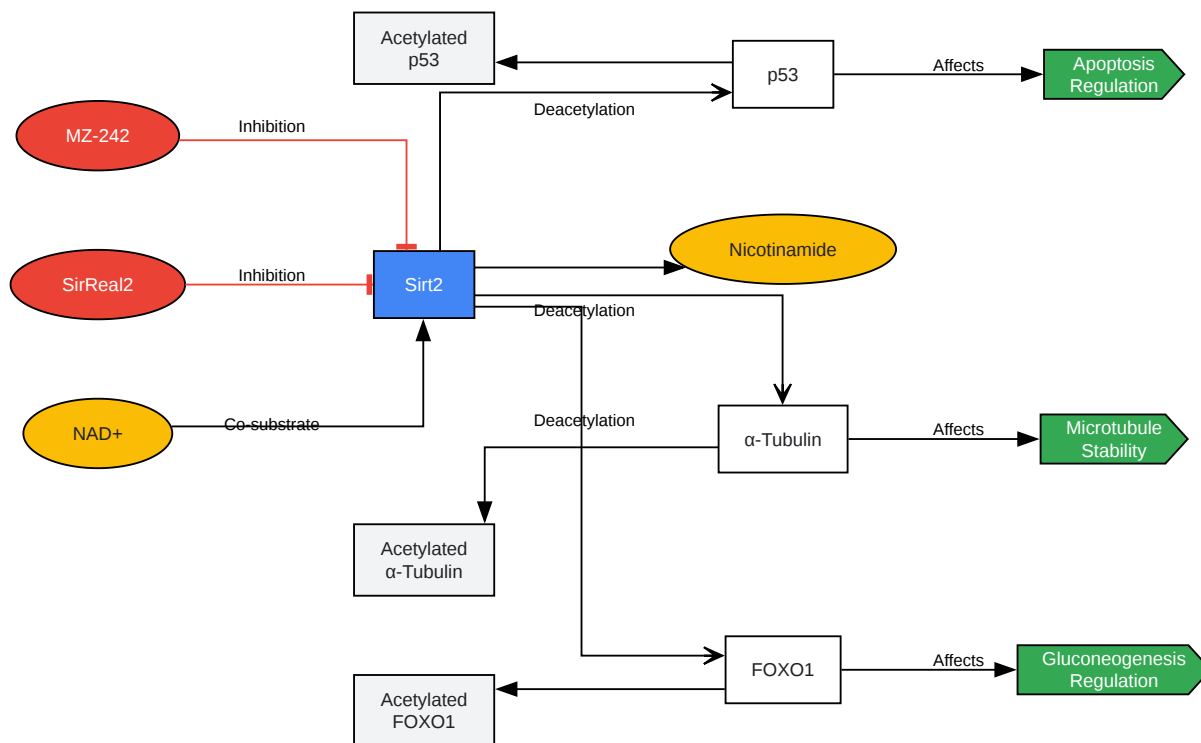 Acetylated
p53
p53
Affects
Apoptosis
Regulation
Deacetylation
MZ-242
Inhibition
Nicotinamide
SirReal2
Inhibition
Sirt2
Deacetylation
NAD+
Co-substrate
Deacetylation
α-Tubulin
Affects
Microtubule
Stability
Acetylated
α-Tubulin
FOXO1
Affects
Gluconeogenesis
Regulation
Acetylated
FOXO1